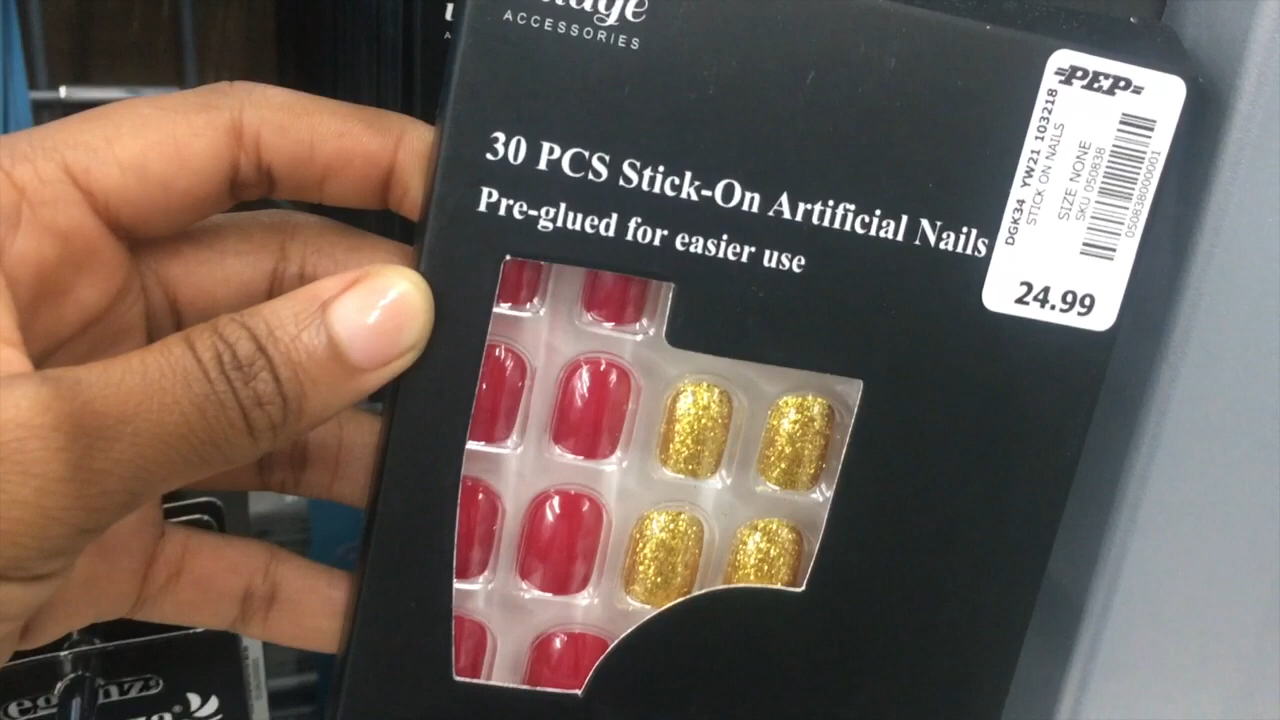 ACCESSORIES
30 PCS Stick-On Artificial Nails
Pre-glued for easier use
PEP
DGK34 YW21 103218
STICK ON NAILS
SIZE NONE
SKU 050838
0508380000001
24.99